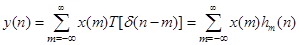 y(n) = ∑_{m=-∞}^{∞} x(m)T[δ(n-m)] = ∑_{m=-∞}^{∞} x(m)h_m(n)